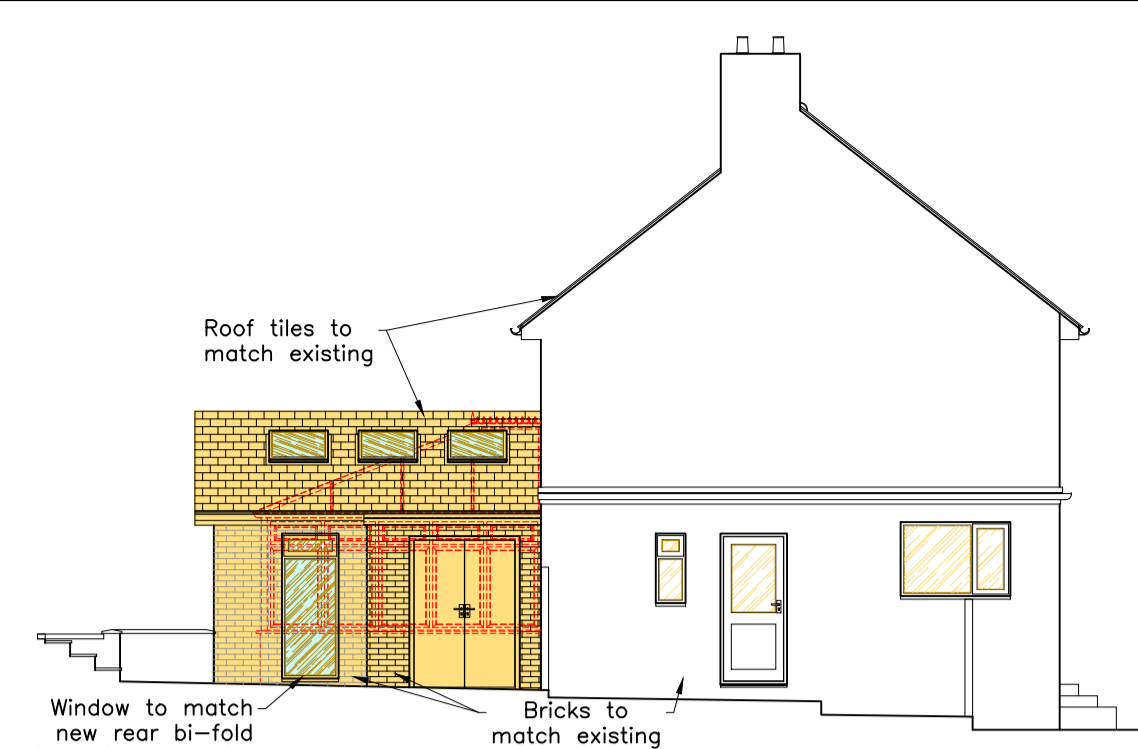 Roof tiles to
match existing
Window to match
new rear bi-fold
Bricks to
match existing